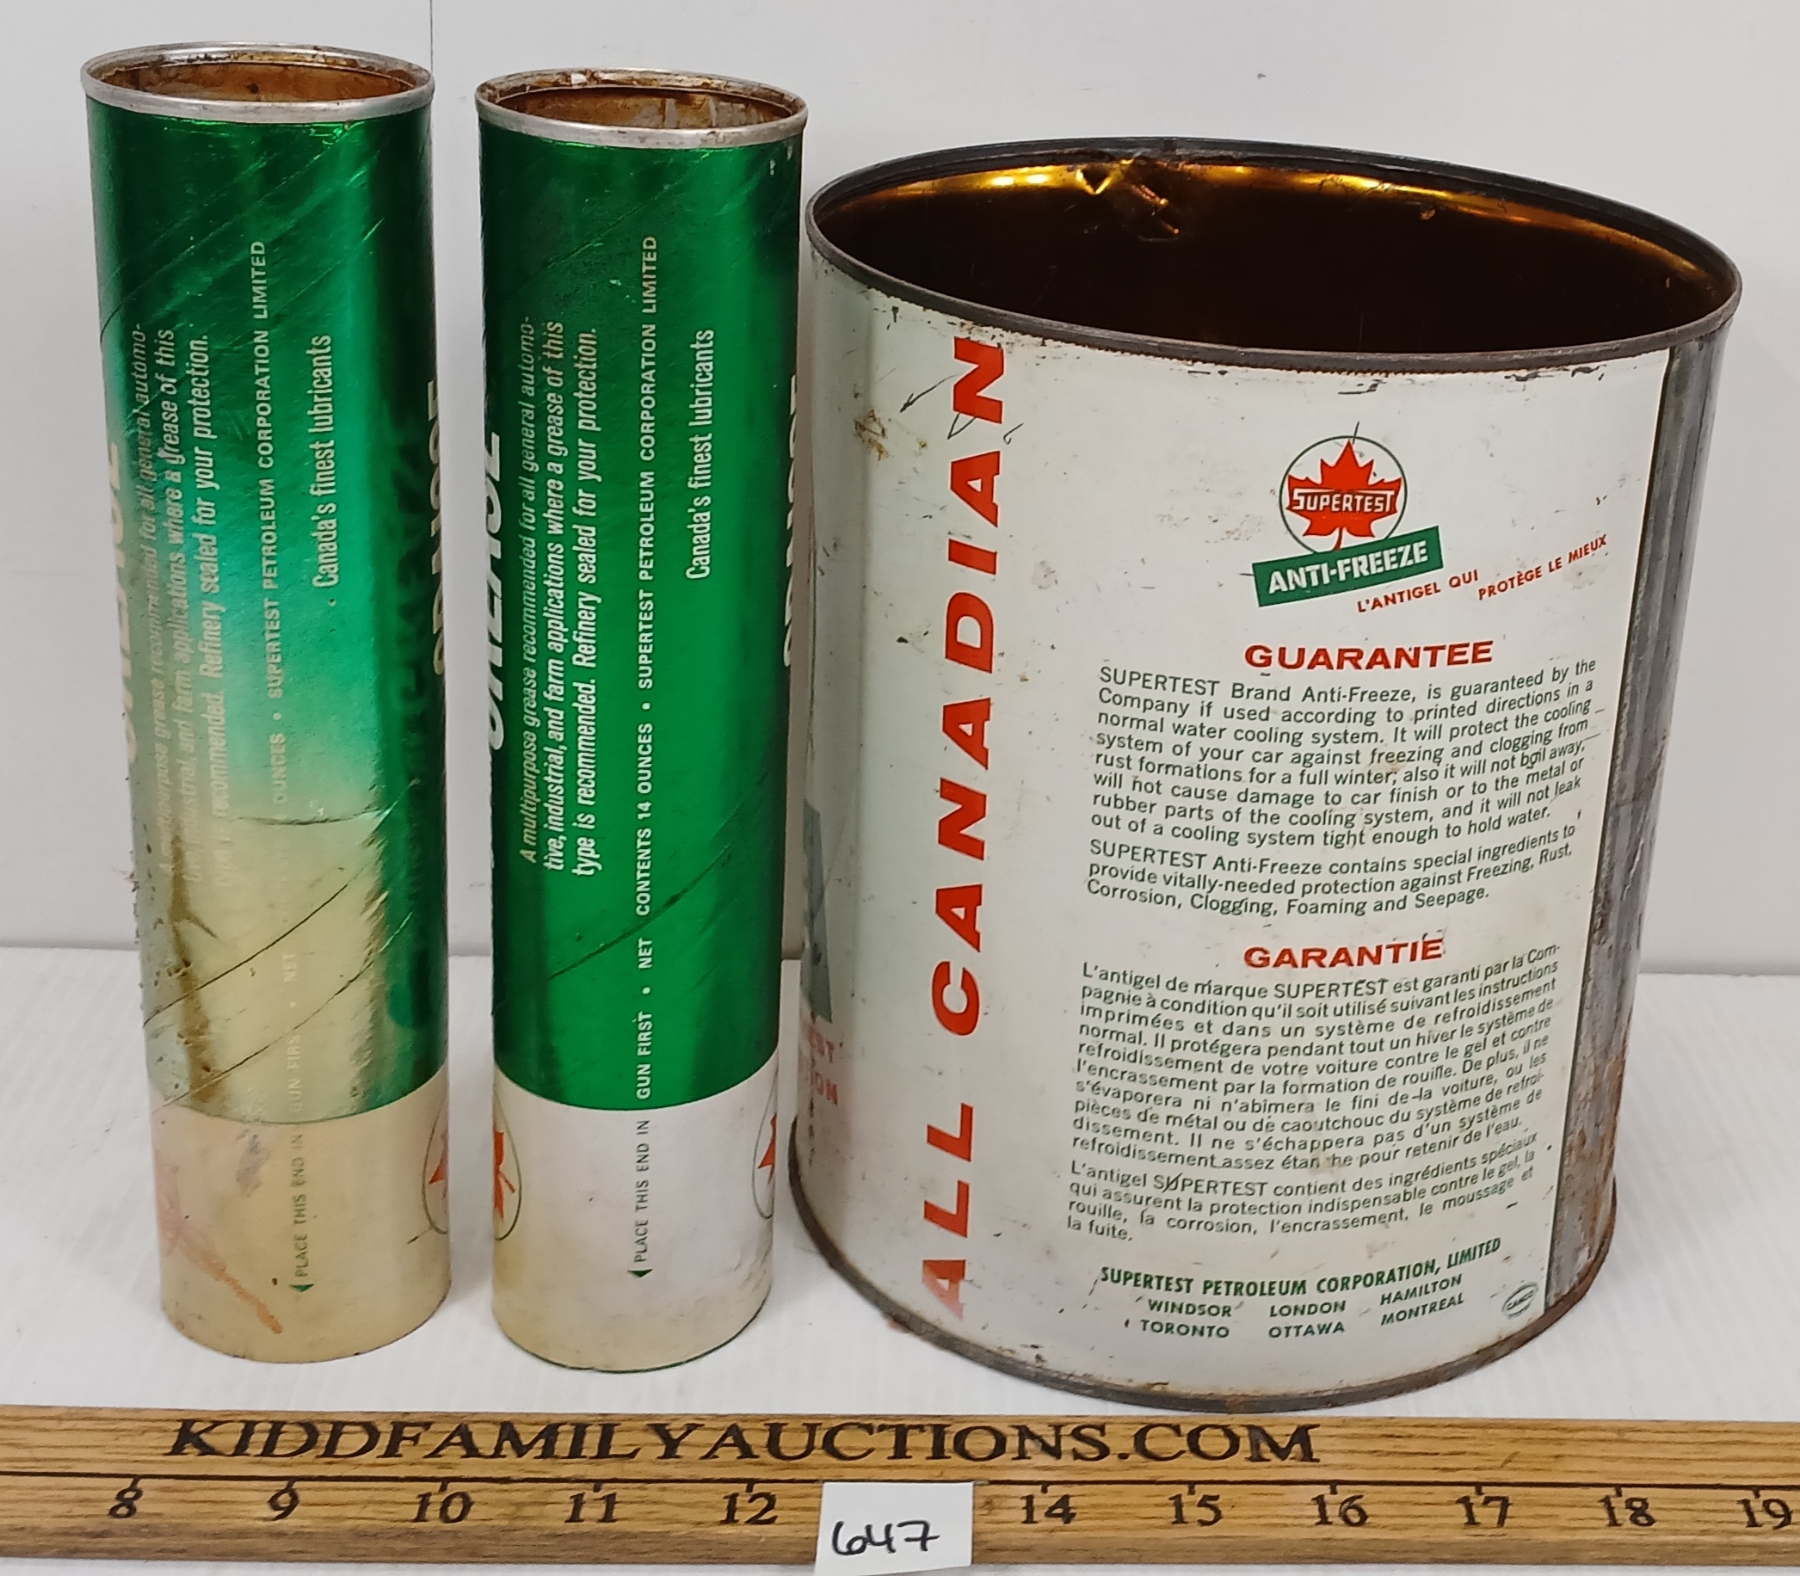 GREASE
A multipurpose grease recommended for all general automo-
tive, industrial, and farm applications where a grease of this
type is recommended. Refinery sealed for your protection.
PLACE THIS END IN GUN FIRST • NET OUNCES • SUPERTEST PETROLEUM CORPORATION LIMITED
Canada's finest lubricants
GREASE
A multipurpose grease recommended for all general automo-
tive, industrial, and farm applications where a grease of this
type is recommended. Refinery sealed for your protection.
PLACE THIS END IN GUN FIRST • NET CONTENTS 14 OUNCES • SUPERTEST PETROLEUM CORPORATION LIMITED
Canada's finest lubricants
ALL CANADIAN
SUPERTEST
ANTI-FREEZE
L'ANTIGEL QUI
PROTÈGE LE MIEUX
GUARANTEE
SUPERTEST Brand Anti-Freeze, is guaranteed by the
Company if used according to printed directions in a
normal water cooling system. It will protect the cooling
system of your car against freezing and clogging from
rust formations for a full winter; also it will not boil away,
will not cause damage to car finish or to the metal or
rubber parts of the cooling system, and it will not leak
out of a cooling system tight enough to hold water.
SUPERTEST Anti-Freeze contains special ingredients to
provide vitally-needed protection against Freezing, Rust,
Corrosion, Clogging, Foaming and Seepage.
GARANTIE
L'antigel de marque SUPERTEST est garanti par la Com-
pagnie à condition qu'il soit utilisé suivant les instructions
imprimées et dans un système de refroidissement
normal. Il protégera pendant tout un hiver le système de
refroidissement de votre voiture contre le gel et contre
l'encrassement par la formation de rouille. De plus, il ne
s'évaporera ni n'abîmera le fini de-la voiture, ou les
pièces de métal ou de caoutchouc du système de refroi-
dissement. Il ne s'échappera pas d'un système de
refroidissement assez étanche pour retenir de l'eau.
L'antigel SUPERTEST contient des ingrédients spéciaux
qui assurent la protection indispensable contre le gel, la
rouille, la corrosion, l'encrassement, le moussage et
la fuite.
SUPERTEST PETROLEUM CORPORATION, LIMITED
WINDSOR LONDON HAMILTON
TORONTO OTTAWA MONTREAL
KIDDFAMILYAUCTIONS.COM
8 9 10 11 12 14 15 16 17 18 19
647